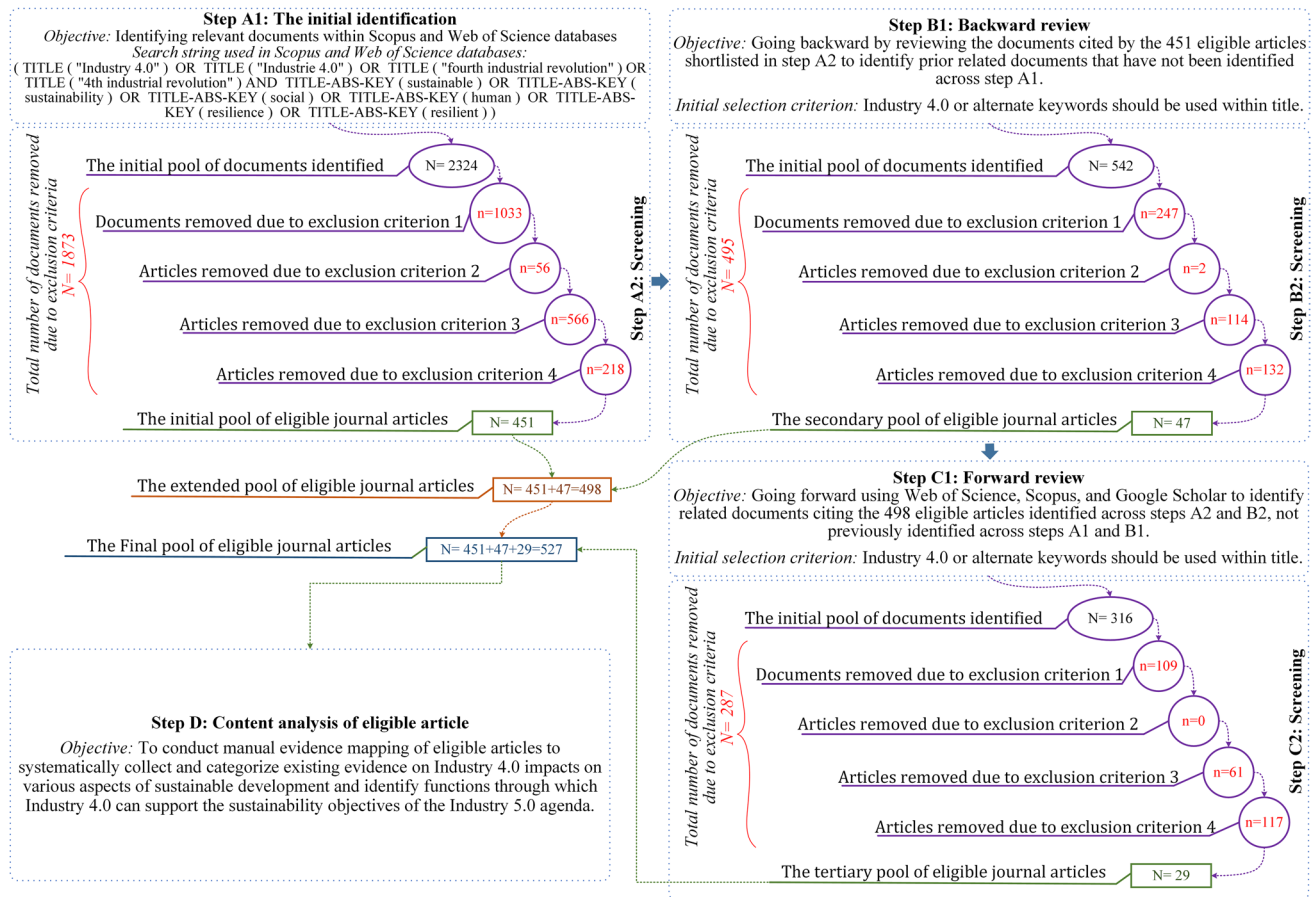 Step A1: The initial identification
Objective: Identifying relevant documents within Scopus and Web of Science databases
Search string used in Scopus and Web of Science databases:
( TITLE ( "Industry 4.0" ) OR TITLE ( "Industrie 4.0" ) OR TITLE ( "fourth industrial revolution" ) OR
TITLE ( "4th industrial revolution" ) AND TITLE-ABS-KEY ( sustainable ) OR TITLE-ABS-KEY (
sustainability ) OR TITLE-ABS-KEY ( social ) OR TITLE-ABS-KEY ( human ) OR TITLE-ABS-
KEY ( resilience ) OR TITLE-ABS-KEY ( resilient ) )
Total number of documents removed
due to exclusion criteria
N= 1873
The initial pool of documents identified
N= 2324
Documents removed due to exclusion criterion 1
n=1033
Articles removed due to exclusion criterion 2
n=56
Articles removed due to exclusion criterion 3
n=566
Articles removed due to exclusion criterion 4
n=218
The initial pool of eligible journal articles
N= 451
Step A2: Screening
Step B1: Backward review
Objective: Going backward by reviewing the documents cited by the 451 eligible articles
shortlisted in step A2 to identify prior related documents that have not been identified
across step A1.
Initial selection criterion: Industry 4.0 or alternate keywords should be used within title.
Total number of documents removed
due to exclusion criteria
N= 495
The initial pool of documents identified
N= 542
Documents removed due to exclusion criterion 1
n=247
Articles removed due to exclusion criterion 2
n=2
Articles removed due to exclusion criterion 3
n=114
Articles removed due to exclusion criterion 4
n=132
The secondary pool of eligible journal articles
N= 47
Step B2: Screening
The extended pool of eligible journal articles
N= 451+47=498
The Final pool of eligible journal articles
N= 451+47+29=527
Step C1: Forward review
Objective: Going forward using Web of Science, Scopus, and Google Scholar to identify
related documents citing the 498 eligible articles identified across steps A2 and B2, not
previously identified across steps A1 and B1.
Initial selection criterion: Industry 4.0 or alternate keywords should be used within title.
Total number of documents removed
due to exclusion criteria
N= 287
The initial pool of documents identified
N= 316
Documents removed due to exclusion criterion 1
n=109
Articles removed due to exclusion criterion 2
n=0
Articles removed due to exclusion criterion 3
n=61
Articles removed due to exclusion criterion 4
n=117
The tertiary pool of eligible journal articles
N= 29
Step C2: Screening
Step D: Content analysis of eligible article
Objective: To conduct manual evidence mapping of eligible articles to
systematically collect and categorize existing evidence on Industry 4.0 impacts on
various aspects of sustainable development and identify functions through which
Industry 4.0 can support the sustainability objectives of the Industry 5.0 agenda.